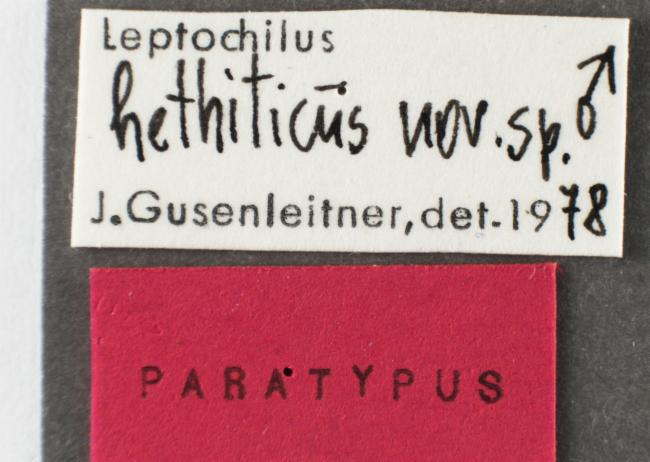 Leptochilus
hethiticus nov.sp. ♂
J.Gusenleitner, det.1978
PARATYPUS